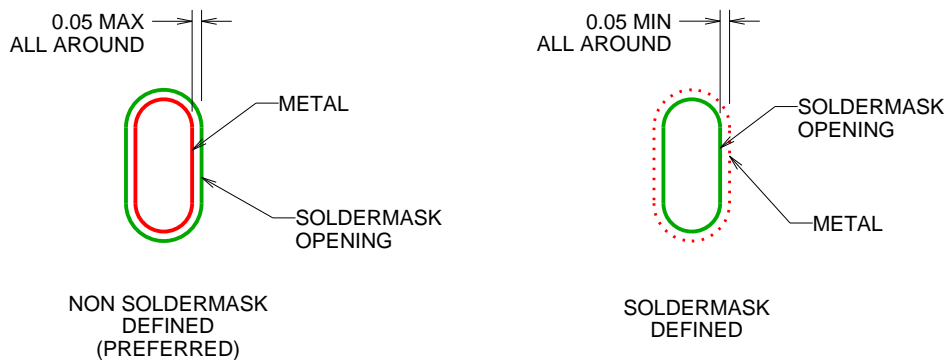 0.05 MAX
ALL AROUND
METAL
SOLDERMASK
OPENING
NON SOLDERMASK
DEFINED
(PREFERRED)
0.05 MIN
ALL AROUND
SOLDERMASK
OPENING
METAL
SOLDERMASK
DEFINED